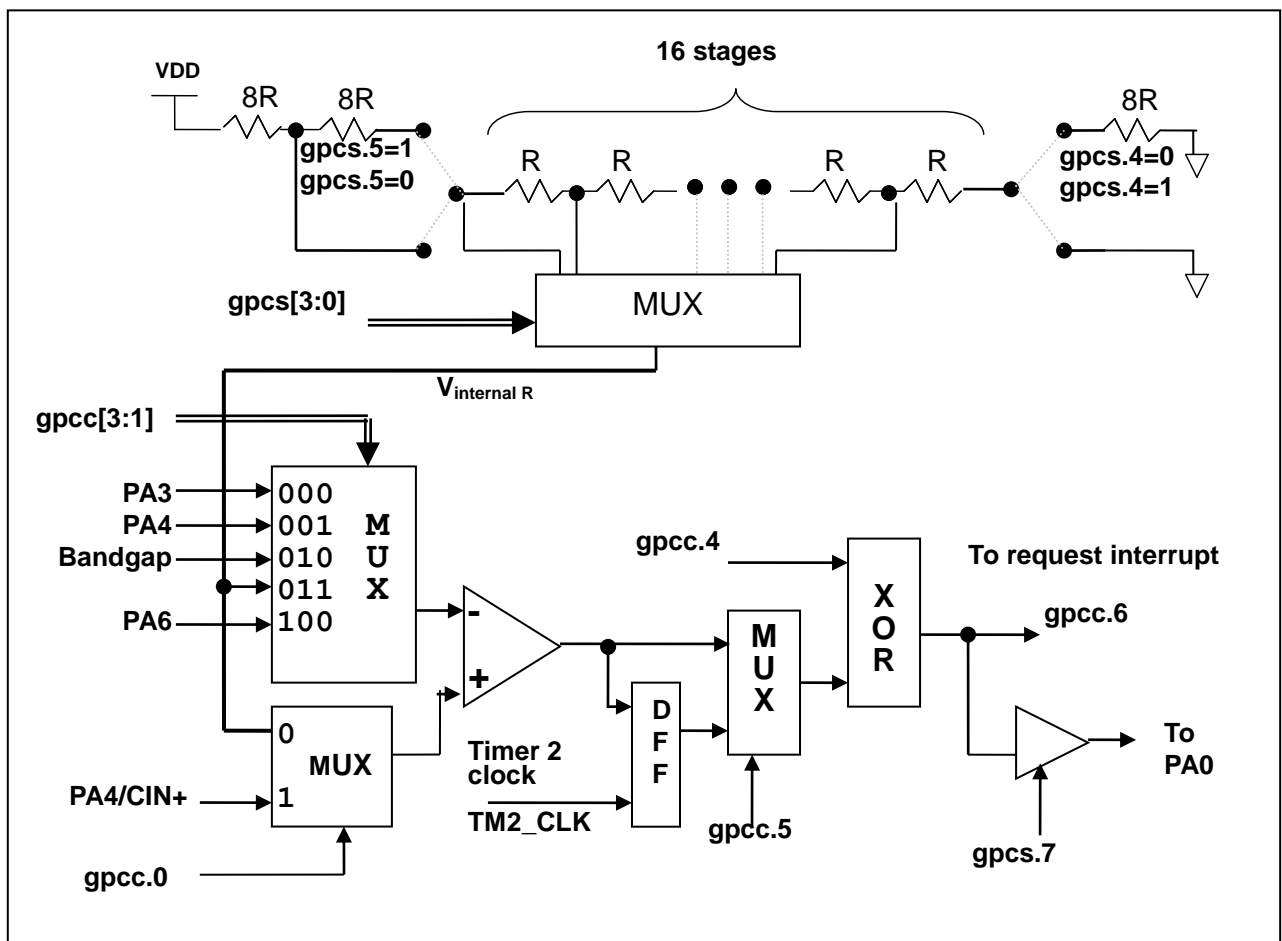 16 stages
VDD
8R
8R
8R
gpcs.5=1
gpcs.5=0
R
R
R
R
gpcs.4=0
gpcs.4=1
gpcs[3:0]
MUX
Vinternal R
gpcc[3:1]
PA3
000
PA4
001
Bandgap
010
011
PA6
100
M
U
X
-
+
0
MUX
PA4/CIN+
1
gpcc.0
Timer 2
clock
TM2_CLK
D
F
F
M
U
X
gpcc.5
gpcc.4
X
O
R
To request interrupt
gpcc.6
To
PA0
gpcs.7